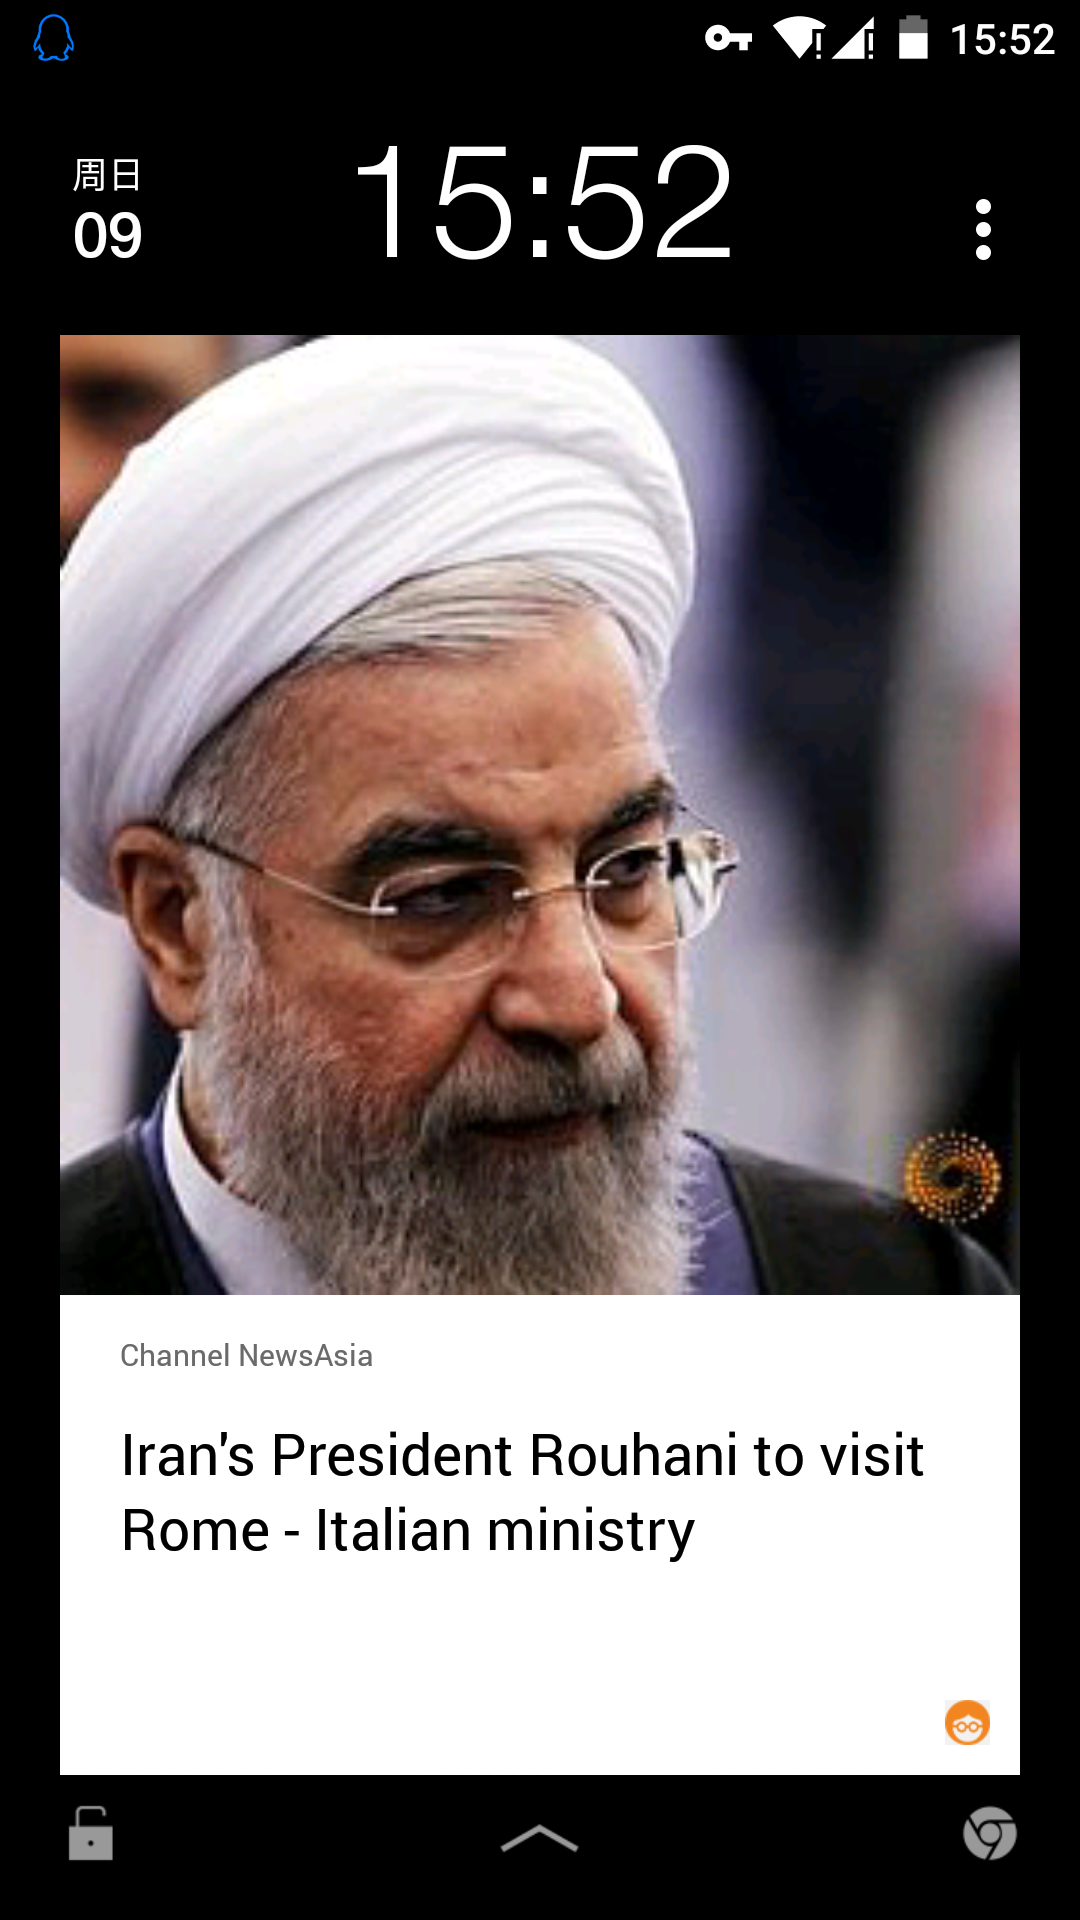 15:52
周日
09
15:52
Channel NewsAsia
Iran's President Rouhani to visit
Rome - Italian ministry